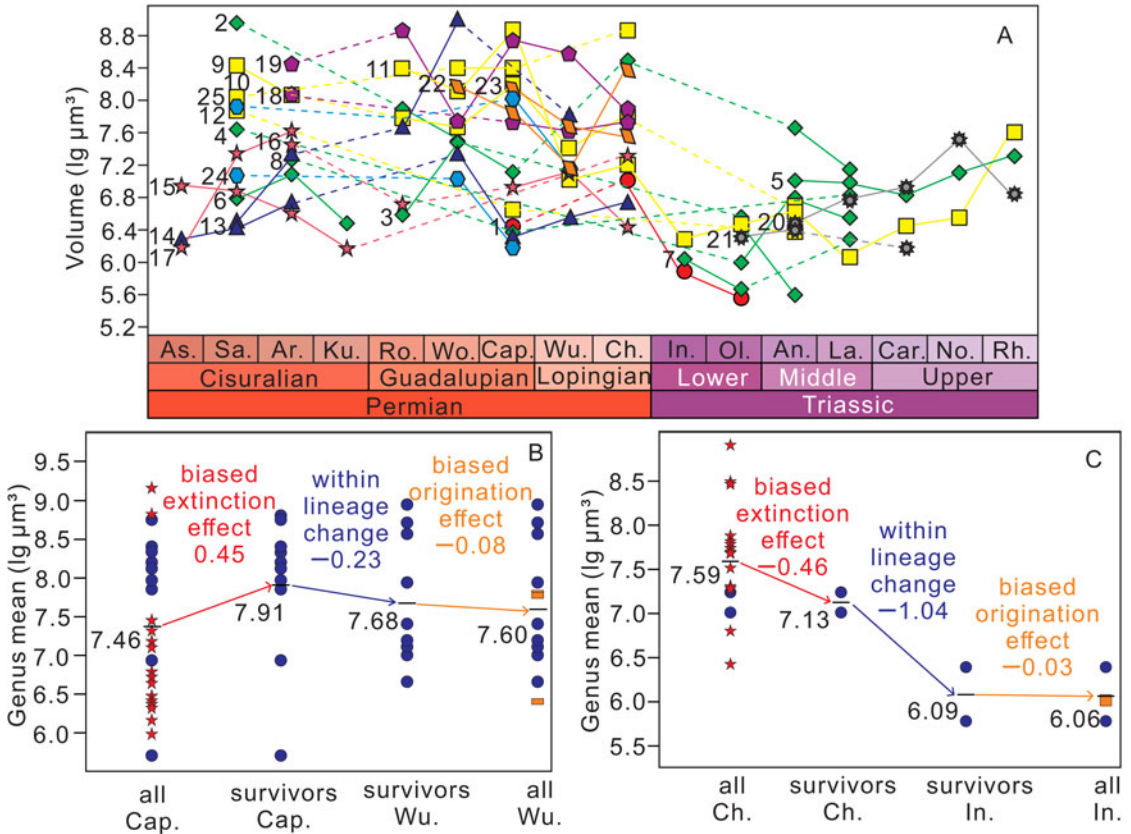 A
Volume (lg μm³)
8.8
8.4
8.0
7.6
7.2
6.8
6.4
6.0
5.6
5.2
2
9
10
19
25
18
12
4
16
8
15
24
6
13
14
17
11
22
23
3
1
7
21
20
5
As. Sa. Ar. Ku. Ro. Wo. Cap. Wu. Ch. In. Ol. An. La. Car. No. Rh.
Cisuralian Guadalupian Lopingian Lower Middle Upper
Permian Triassic
B
Genus mean (lg μm³)
9.5
9.0
8.5
8.0
7.5
7.0
6.5
6.0
biased
extinction
effect
0.45
within
lineage
change
−0.23
biased
origination
effect
−0.08
7.46
7.91
7.68
7.60
all
Cap.
survivors
Cap.
survivors
Wu.
all
Wu.
C
Genus mean (lg μm³)
8.5
8.0
7.5
7.0
6.5
6.0
5.5
biased
extinction
effect
−0.46
within
lineage
change
−1.04
biased
origination
effect
−0.03
7.59
7.13
6.09
6.06
all
Ch.
survivors
Ch.
survivors
In.
all
In.